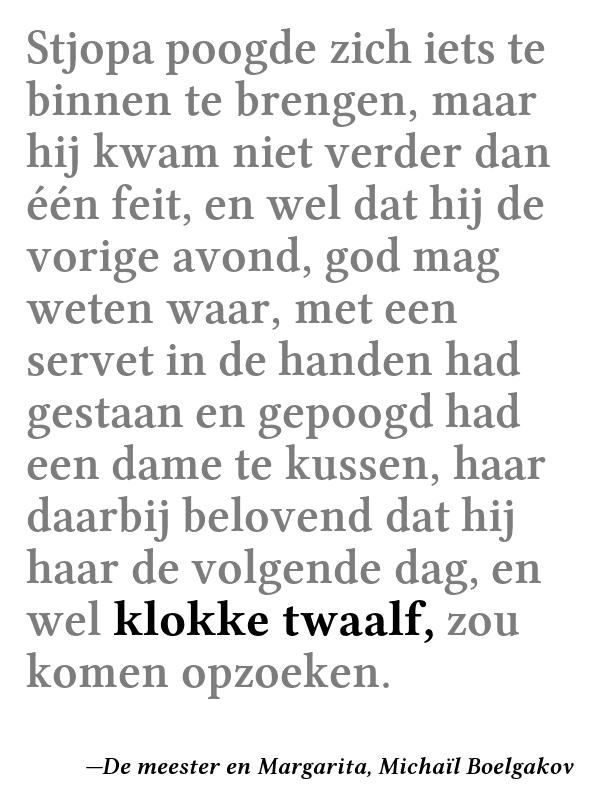 Stjopa poogde zich iets te
binnen te brengen, maar
hij kwam niet verder dan
één feit, en wel dat hij de
vorige avond, god mag
weten waar, met een
servet in de handen had
gestaan en gepoogd had
een dame te kussen, haar
daarbij belovend dat hij
haar de volgende dag, en
wel klokke twaalf, zou
komen opzoeken.
—De meester en Margarita, Michaïl Boelgakov